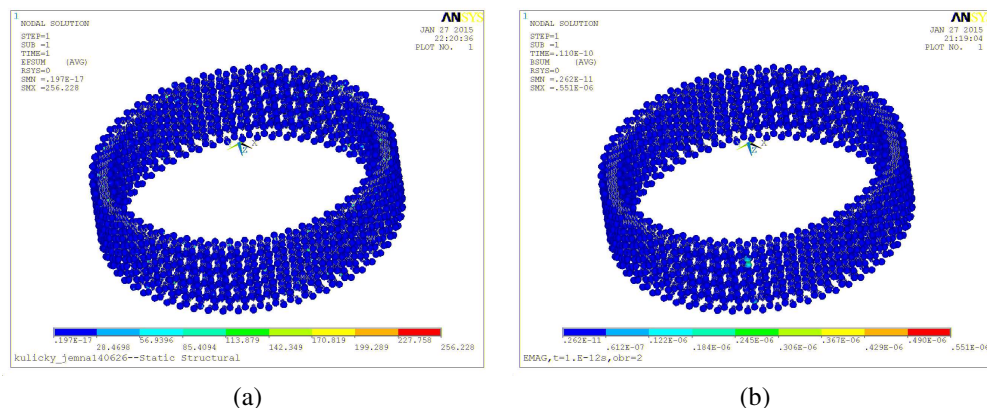 1
NODAL SOLUTION
STEP=1
SUB =1
TIME=1
EFSUM (AVG)
RSYS=0
SMN =.197E-17
SMX =256.228
ANSYS
JAN 27 2015
22:20:36
PLOT NO. 1
X
Z
.197E-17 56.9396 113.879 170.819 227.758
28.4698 85.4094 142.349 199.289 256.228
kulicky_jemna140626--Static Structural
(a)
1
NODAL SOLUTION
STEP=1
SUB =1
TIME=.110E-10
BSUM (AVG)
RSYS=0
SMN =.262E-11
SMX =.551E-06
ANSYS
JAN 27 2015
21:19:04
PLOT NO. 1
X
Z
.262E-11 .122E-06 .245E-06 .367E-06 .490E-06
.612E-07 .184E-06 .306E-06 .429E-06 .551E-06
EMAG,t=1.E-12s,obr=2
(b)